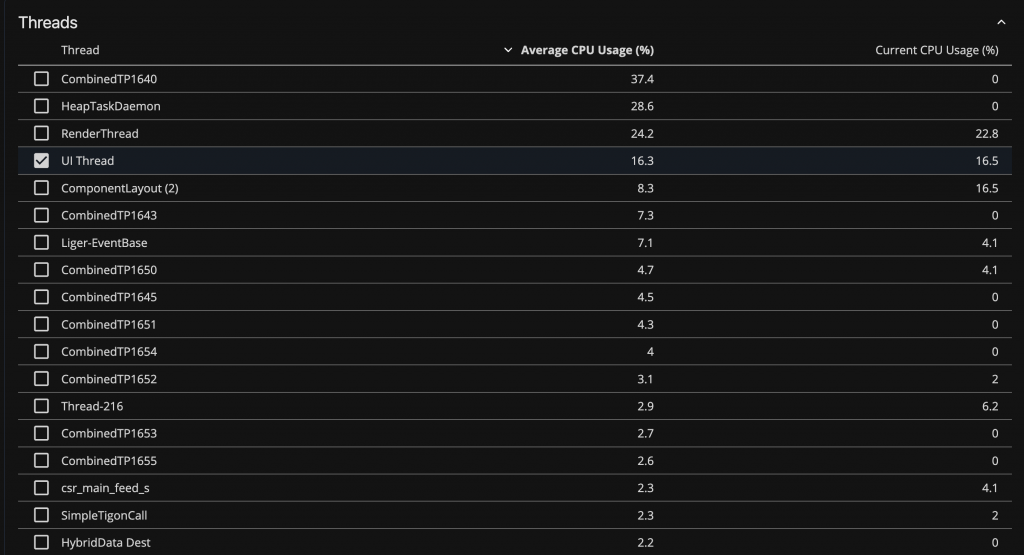 Threads
Thread Average CPU Usage (%) Current CPU Usage (%)
CombinedTP1640 37.4 0
HeapTaskDaemon 28.6 0
RenderThread 24.2 22.8
UI Thread 16.3 16.5
ComponentLayout (2) 8.3 16.5
CombinedTP1643 7.3 0
Liger-EventBase 7.1 4.1
CombinedTP1650 4.7 4.1
CombinedTP1645 4.5 0
CombinedTP1651 4.3 0
CombinedTP1654 4 0
CombinedTP1652 3.1 2
Thread-216 2.9 6.2
CombinedTP1653 2.7 0
CombinedTP1655 2.6 0
csr_main_feed_s 2.3 4.1
SimpleTigonCall 2.3 2
HybridData Dest 2.2 0